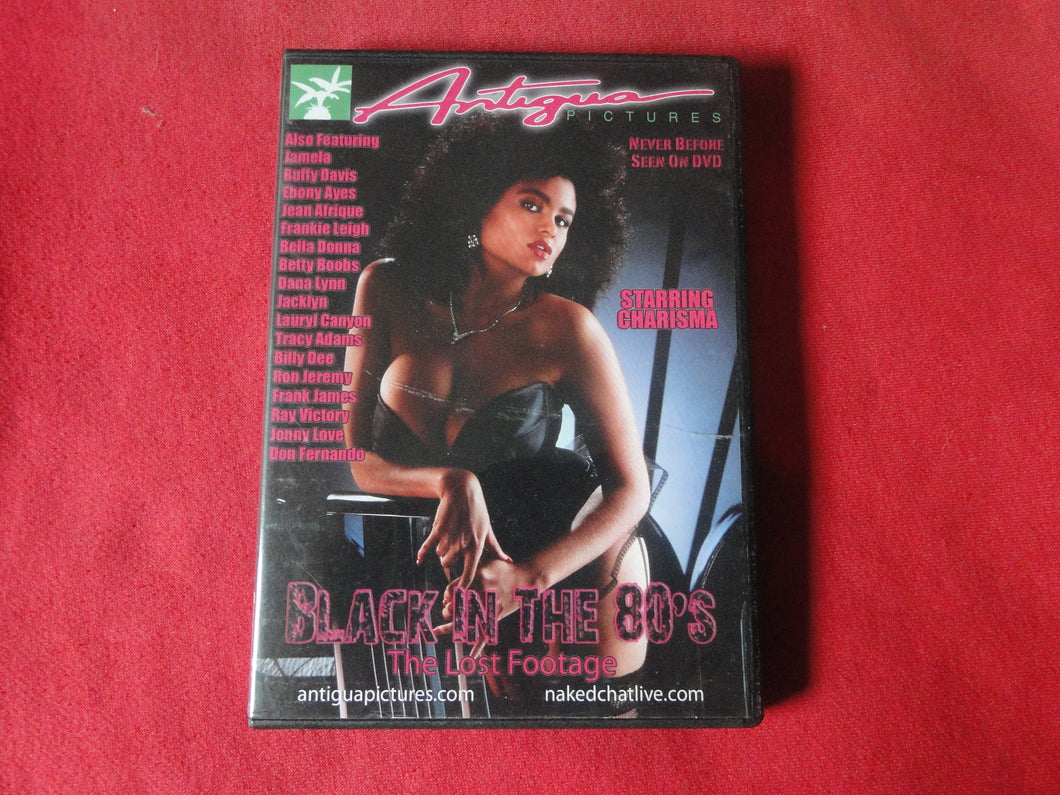 Antigua
PICTURES
Also Featuring
Jamela
Buffy Davis
Ebony Ayes
Jean Afrique
Frankie Leigh
Bella Donna
Betty Boobs
Dana Lynn
Jacklyn
Lauryl Canyon
Tracy Adams
Billy Dee
Ron Jeremy
Frank James
Ray Victory
Jonny Love
Don Fernando
Never Before
Seen On DVD
STARRING
CHARISMA
Black in the 80's
The Lost Footage
antiguapictures.com nakedchatlive.com